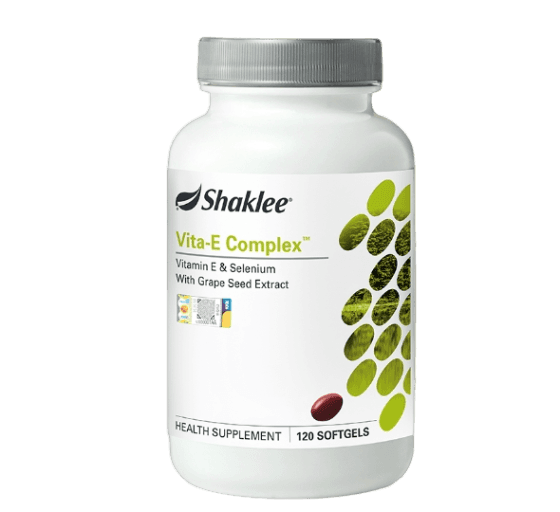 Shaklee®
Vita-E Complex™
Vitamin E & Selenium
With Grape Seed Extract
HEALTH SUPPLEMENT | 120 SOFTGELS